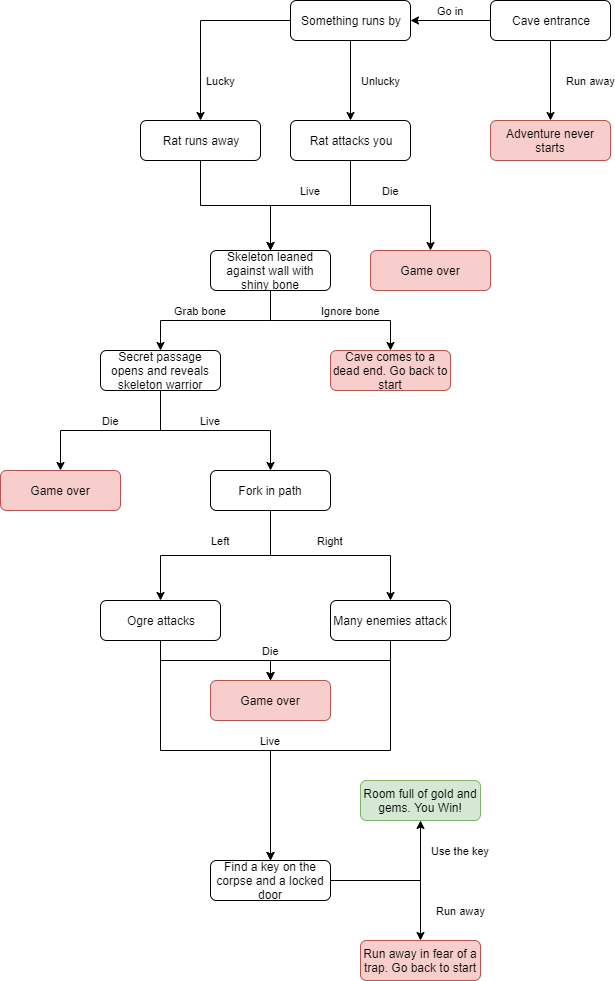 Something runs by
Go in
Cave entrance
Lucky
Unlucky
Run away
Rat runs away
Rat attacks you
Adventure never
starts
Live
Die
Skeleton leaned
against wall with
shiny bone
Game over
Grab bone
Ignore bone
Secret passage
opens and reveals
skeleton warrior
Cave comes to a
dead end. Go back to
start
Die
Live
Game over
Fork in path
Left
Right
Ogre attacks
Many enemies attack
Die
Game over
Live
Room full of gold and
gems. You Win!
Use the key
Find a key on the
corpse and a locked
door
Run away
Run away in fear of a
trap. Go back to start